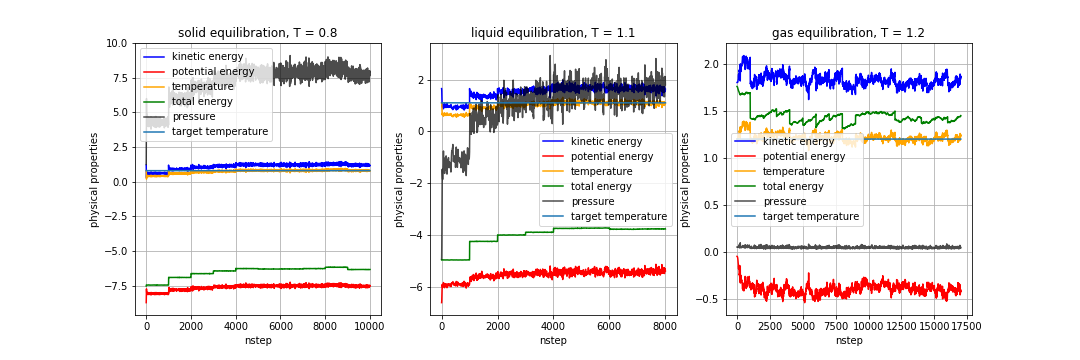 solid equilibration, T = 0.8
10.0
7.5
5.0
2.5
0.0
−2.5
−5.0
−7.5
physical properties
kinetic energy
potential energy
temperature
total energy
pressure
target temperature
0 2000 4000 6000 8000 10000
nstep
liquid equilibration, T = 1.1
2
0
−2
−4
−6
physical properties
kinetic energy
potential energy
temperature
total energy
pressure
target temperature
0 2000 4000 6000 8000
nstep
gas equilibration, T = 1.2
2.0
1.5
1.0
0.5
0.0
−0.5
physical properties
kinetic energy
potential energy
temperature
total energy
pressure
target temperature
0 2500 5000 7500 10000 12500 15000 17500
nstep